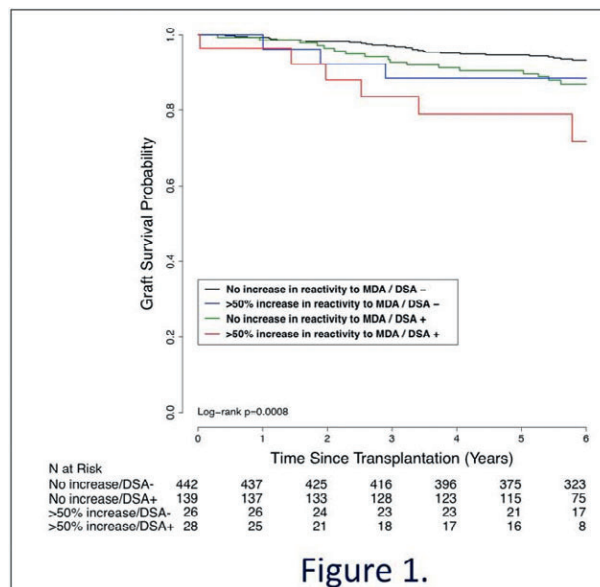 Graft Survival Probability
1.0
0.8
0.6
0.4
0.2
0.0
No increase in reactivity to MDA / DSA −
>50% increase in reactivity to MDA / DSA −
No increase in reactivity to MDA / DSA +
>50% increase in reactivity to MDA / DSA +
Log−rank p=0.0008
0 1 2 3 4 5 6
Time Since Transplantation (Years)
N at Risk
No increase/DSA- 442 437 425 416 396 375 323
No increase/DSA+ 139 137 133 128 123 115 75
>50% increase/DSA- 26 26 24 23 23 21 17
>50% increase/DSA+ 28 25 21 18 17 16 8
Figure 1.